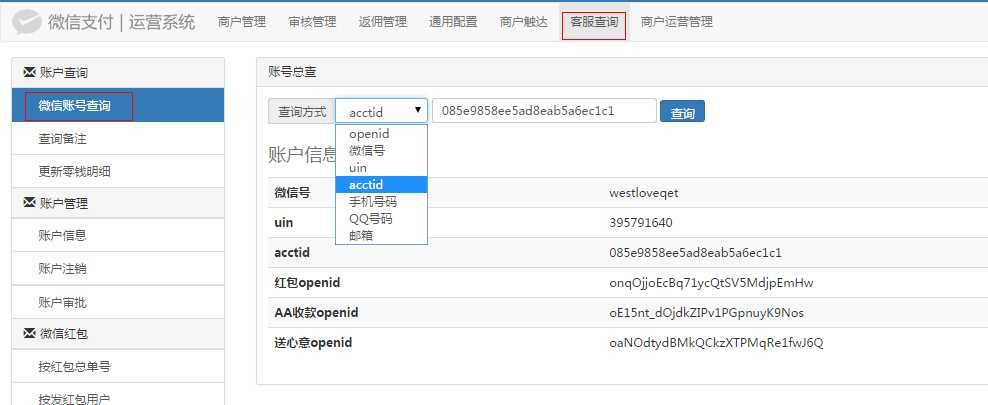 微信支付 | 运营系统 商户管理 审核管理 返佣管理 通用配置 商户触达 客服查询 商户运营管理
账户查询
微信账号查询
查询备注
更新零钱明细
账户管理
账户信息
账户注销
账户审批
微信红包
按红包总单号
按发红包用户
账号总查
查询方式 acctid 085e9858ee5ad8eab5a6ec1c1 查询
openid
微信号
uin
acctid
手机号码
QQ号码
邮箱
账户信息
微信号 westloveqet
uin 395791640
acctid 085e9858ee5ad8eab5a6ec1c1
红包openid onqOjjoEcBq71ycQtSV5MdjpEmHw
AA收款openid oE15nt_dOjdkZIPv1PGpnuyK9Nos
送心意openid oaNOdtydBMkQCkzXTPMqRe1fwJ6Q